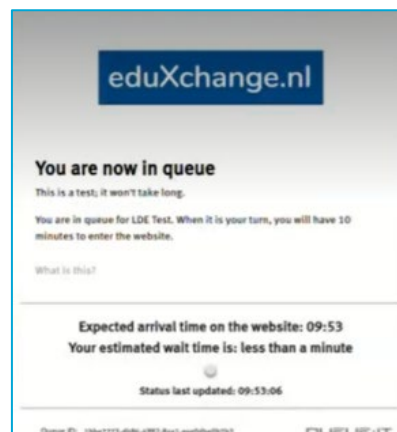 eduXchange.nl
You are now in queue
This is a test; it won't take long.
You are in queue for LDE Test. When it is your turn, you will have 10
minutes to enter the website.
What is this?
Expected arrival time on the website: 09:53
Your estimated wait time is: less than a minute
Status last updated: 09:53:06
Queue ID: